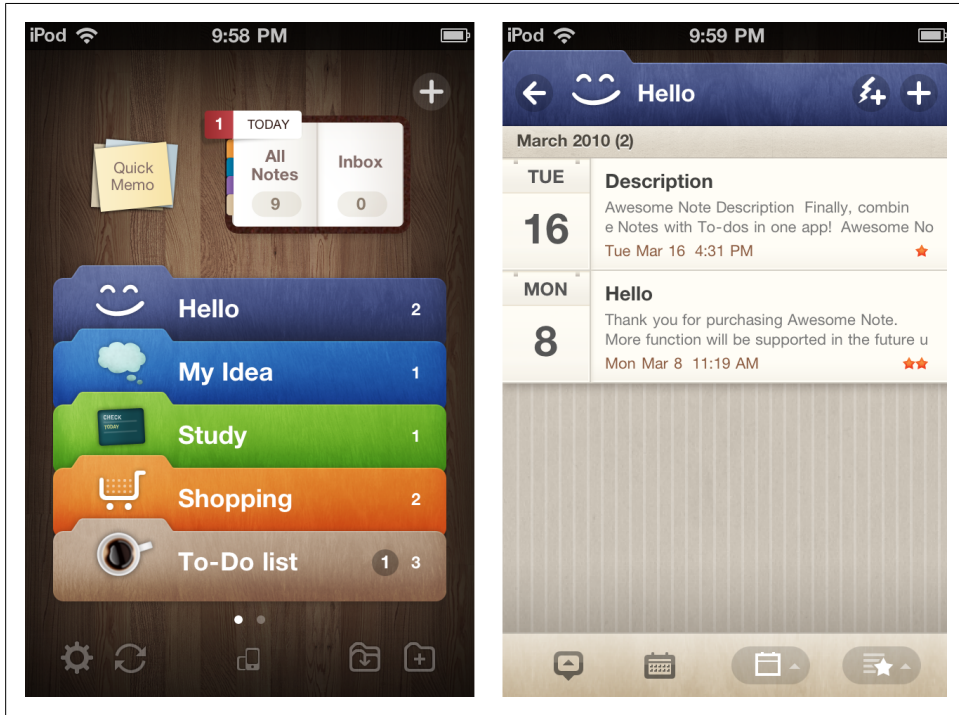 iPod 9:58 PM
1 TODAY
Quick
Memo
All
Notes
9
Inbox
0
Hello 2
My Idea 1
CHECK
TODAY
Study 1
Shopping 2
To-Do list 1 3
iPod 9:59 PM
Hello
March 2010 (2)
TUE
16
Description
Awesome Note Description Finally, combin
e Notes with To-dos in one app! Awesome No
Tue Mar 16 4:31 PM
MON
8
Hello
Thank you for purchasing Awesome Note.
More function will be supported in the future u
Mon Mar 8 11:19 AM